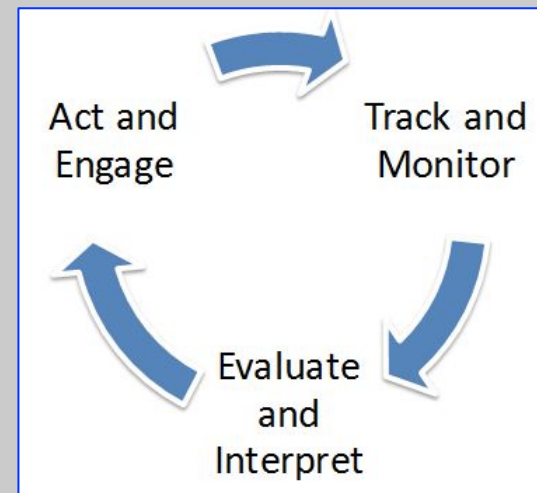 Act and
Engage
Track and
Monitor
Evaluate
and
Interpret